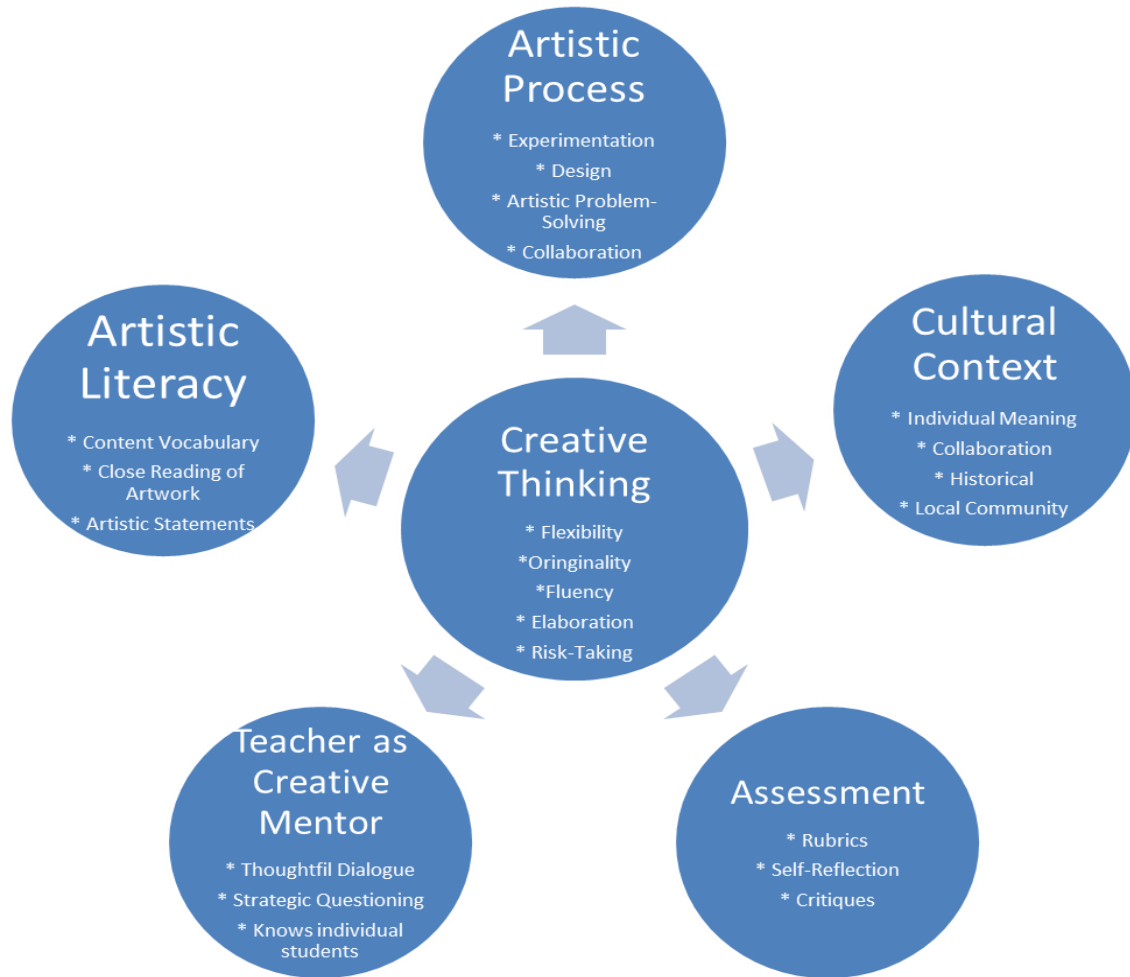 Artistic
Process
* Experimentation
* Design
* Artistic Problem-
Solving
* Collaboration
Artistic
Literacy
* Content Vocabulary
* Close Reading of
Artwork
* Artistic Statements
Cultural
Context
* Individual Meaning
* Collaboration
* Historical
* Local Community
Creative
Thinking
* Flexibility
*Oringinality
*Fluency
* Elaboration
* Risk-Taking
Teacher as
Creative
Mentor
* Thoughtfil Dialogue
* Strategic Questioning
* Knows individual
students
Assessment
* Rubrics
* Self-Reflection
* Critiques